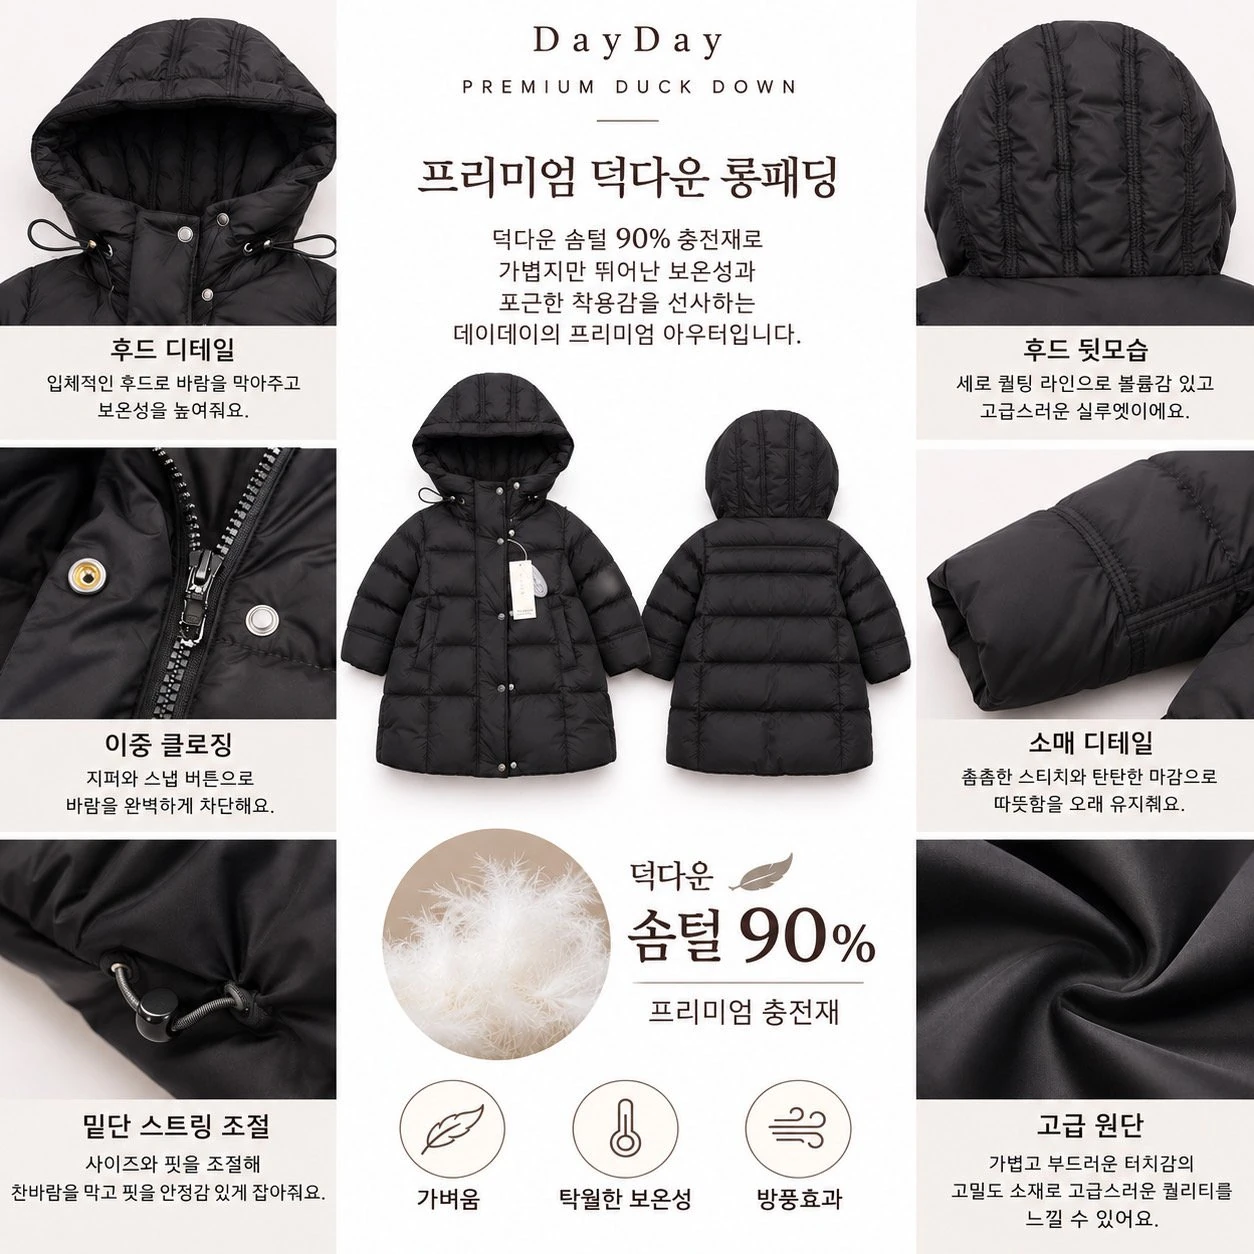 DayDay
PREMIUM DUCK DOWN
프리미엄 덕다운 롱패딩
덕다운 솜털 90% 충전재로
가볍지만 뛰어난 보온성과
포근한 착용감을 선사하는
데이데이의 프리미엄 아우터입니다.
후드 디테일
입체적인 후드로 바람을 막아주고
보온성을 높여줘요.
후드 뒷모습
세로 퀼팅 라인으로 볼륨감 있고
고급스러운 실루엣이에요.
이중 클로징
지퍼와 스냅 버튼으로
바람을 완벽하게 차단해요.
소매 디테일
촘촘한 스티치와 탄탄한 마감으로
따뜻함을 오래 유지춰요.
덕다운
솜털 90%
프리미엄 충전재
가벼움
탁월한 보온성
방풍효과
밑단 스트링 조절
사이즈와 핏을 조절해
찬바람을 막고 핏을 안정감 있게 잡아줘요.
고급 원단
가볍고 부드러운 터치감의
고밀도 소재로 고급스러운 퀄리티를
느낄 수 있어요.